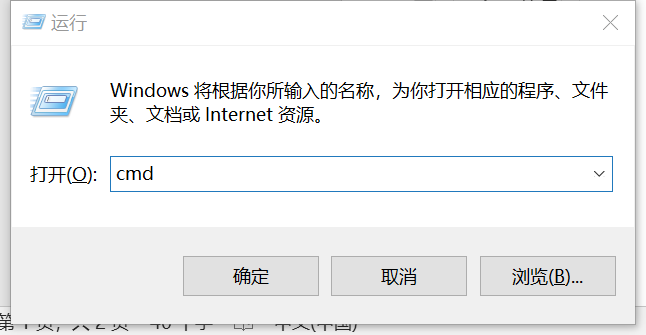 运行
Windows 将根据你所输入的名称，为你打开相应的程序、文件
夹、文档或 Internet 资源。
打开(O):
cmd
确定
取消
浏览(B)...